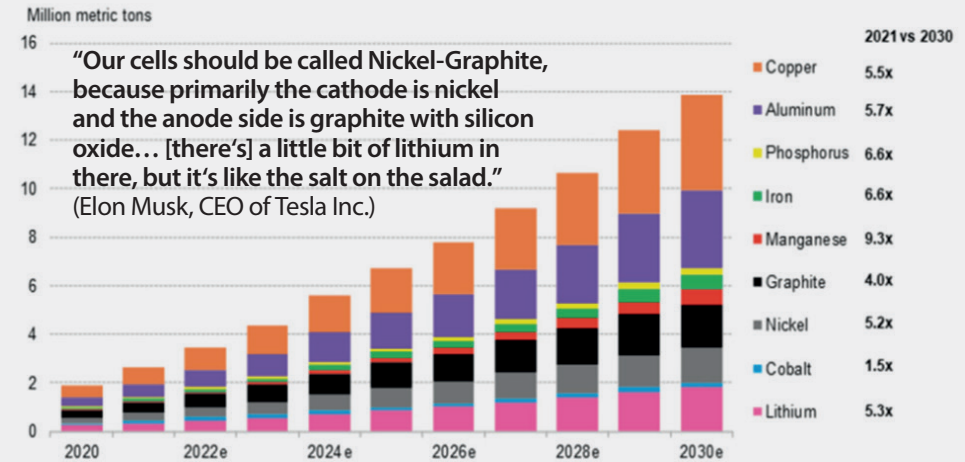 Million metric tons
2021 vs 2030
16
14
12
10
8
6
4
2
0
“Our cells should be called Nickel-Graphite,
because primarily the cathode is nickel
and the anode side is graphite with silicon
oxide… [there‘s] a little bit of lithium in
there, but it‘s like the salt on the salad.”
(Elon Musk, CEO of Tesla Inc.)
Copper 5.5x
Aluminum 5.7x
Phosphorus 6.6x
Iron 6.6x
Manganese 9.3x
Graphite 4.0x
Nickel 5.2x
Cobalt 1.5x
Lithium 5.3x
2020 2022e 2024e 2026e 2028e 2030e